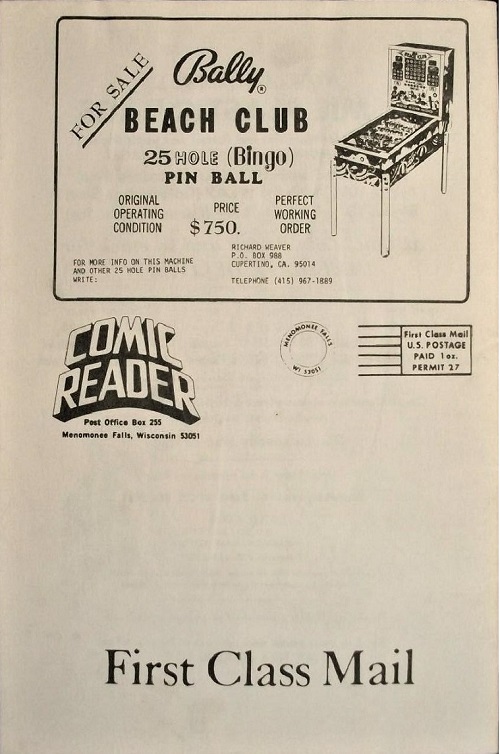 FOR SALE
Bally®
BEACH CLUB
25 HOLE (Bingo)
PIN BALL
ORIGINAL
OPERATING
CONDITION
PRICE
$750.
PERFECT
WORKING
ORDER
FOR MORE INFO ON THIS MACHINE
AND OTHER 25 HOLE PIN BALLS
WRITE:
RICHARD WEAVER
P.O. BOX 988
CUPERTINO, CA. 95014
TELEPHONE (415) 967-1889
COMIC
READER
Post Office Box 255
Menomonee Falls, Wisconsin 53051
MENOMONEE FALLS
WI 53051
First Class Mail
U.S. POSTAGE
PAID 1 oz.
PERMIT 27
First Class Mail